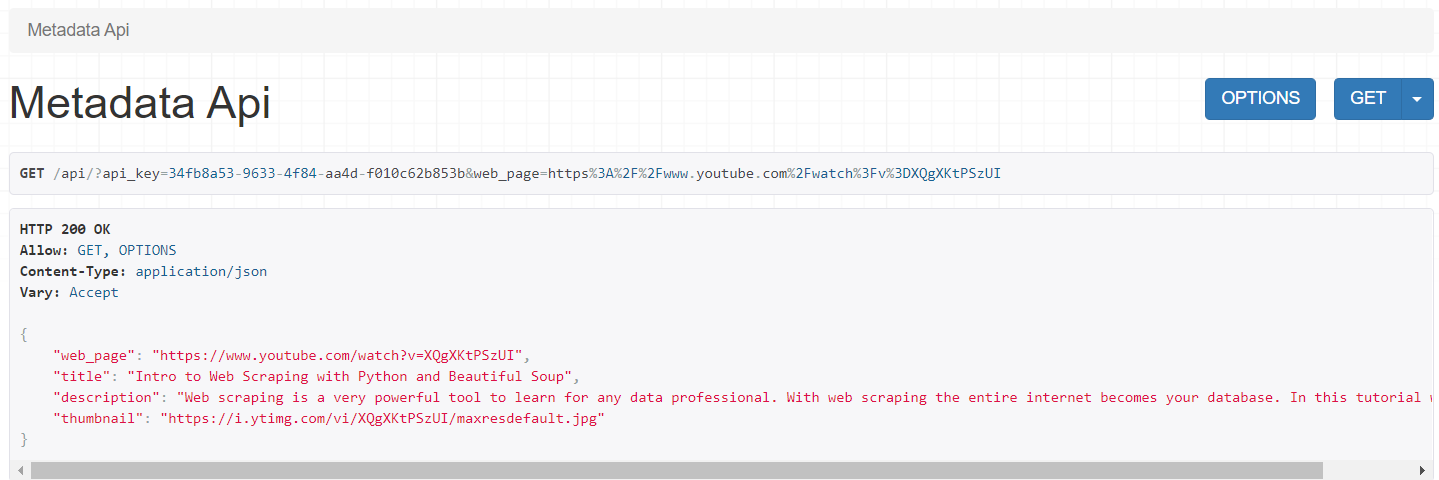 Metadata Api
Metadata Api
OPTIONS
GET
GET /api/?api_key=34fb8a53-9633-4f84-aa4d-f010c62b853b&web_page=https%3A%2F%2Fwww.youtube.com%2Fwatch%3Fv%3DXQgXKtPSzUI
HTTP 200 OK
Allow: GET, OPTIONS
Content-Type: application/json
Vary: Accept
{
"web_page": "https://www.youtube.com/watch?v=XQgXKtPSzUI",
"title": "Intro to Web Scraping with Python and Beautiful Soup",
"description": "Web scraping is a very powerful tool to learn for any data professional. With web scraping the entire internet becomes your database. In this tutorial
"thumbnail": "https://i.ytimg.com/vi/XQgXKtPSzUI/maxresdefault.jpg"
}